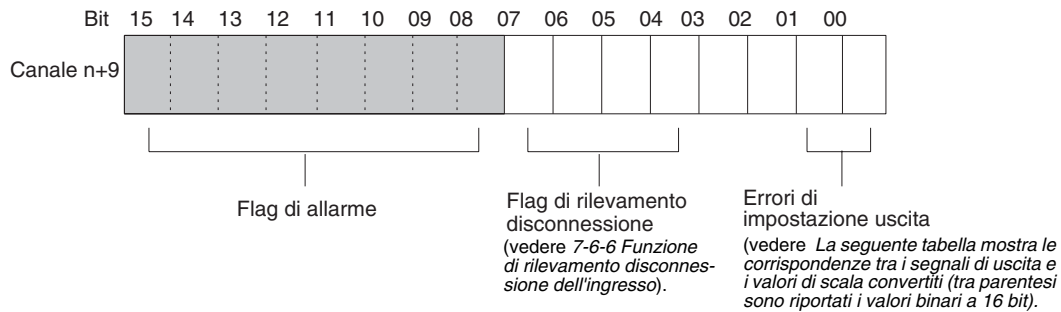 Bit 15 14 13 12 11 10 09 08 07 06 05 04 03 02 01 00
Canale n+9
Flag di allarme
Flag di rilevamento
disconnessione
(vedere 7-6-6 Funzione
di rilevamento disconnes-
sione dell'ingresso).
Errori di
impostazione uscita
(vedere La seguente tabella mostra le
corrispondenze tra i segnali di uscita e
i valori di scala convertiti (tra parentesi
sono riportati i valori binari a 16 bit).